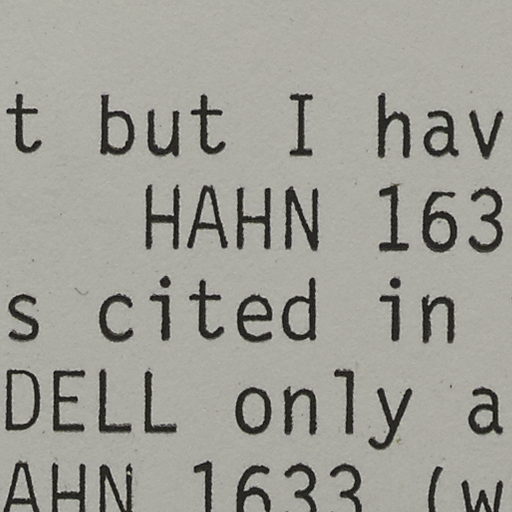 t but I hav
HAHN 163
s cited in
DELL only a
AHN 1633 (w